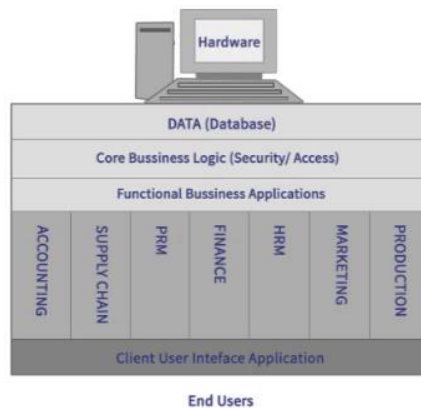 Hardware
DATA (Database)
Core Bussiness Logic (Security/ Access)
Functional Bussiness Applications
ACCOUNTING
SUPPLY CHAIN
PRM
FINANCE
HRM
MARKETING
PRODUCTION
Client User Inteface Application
End Users